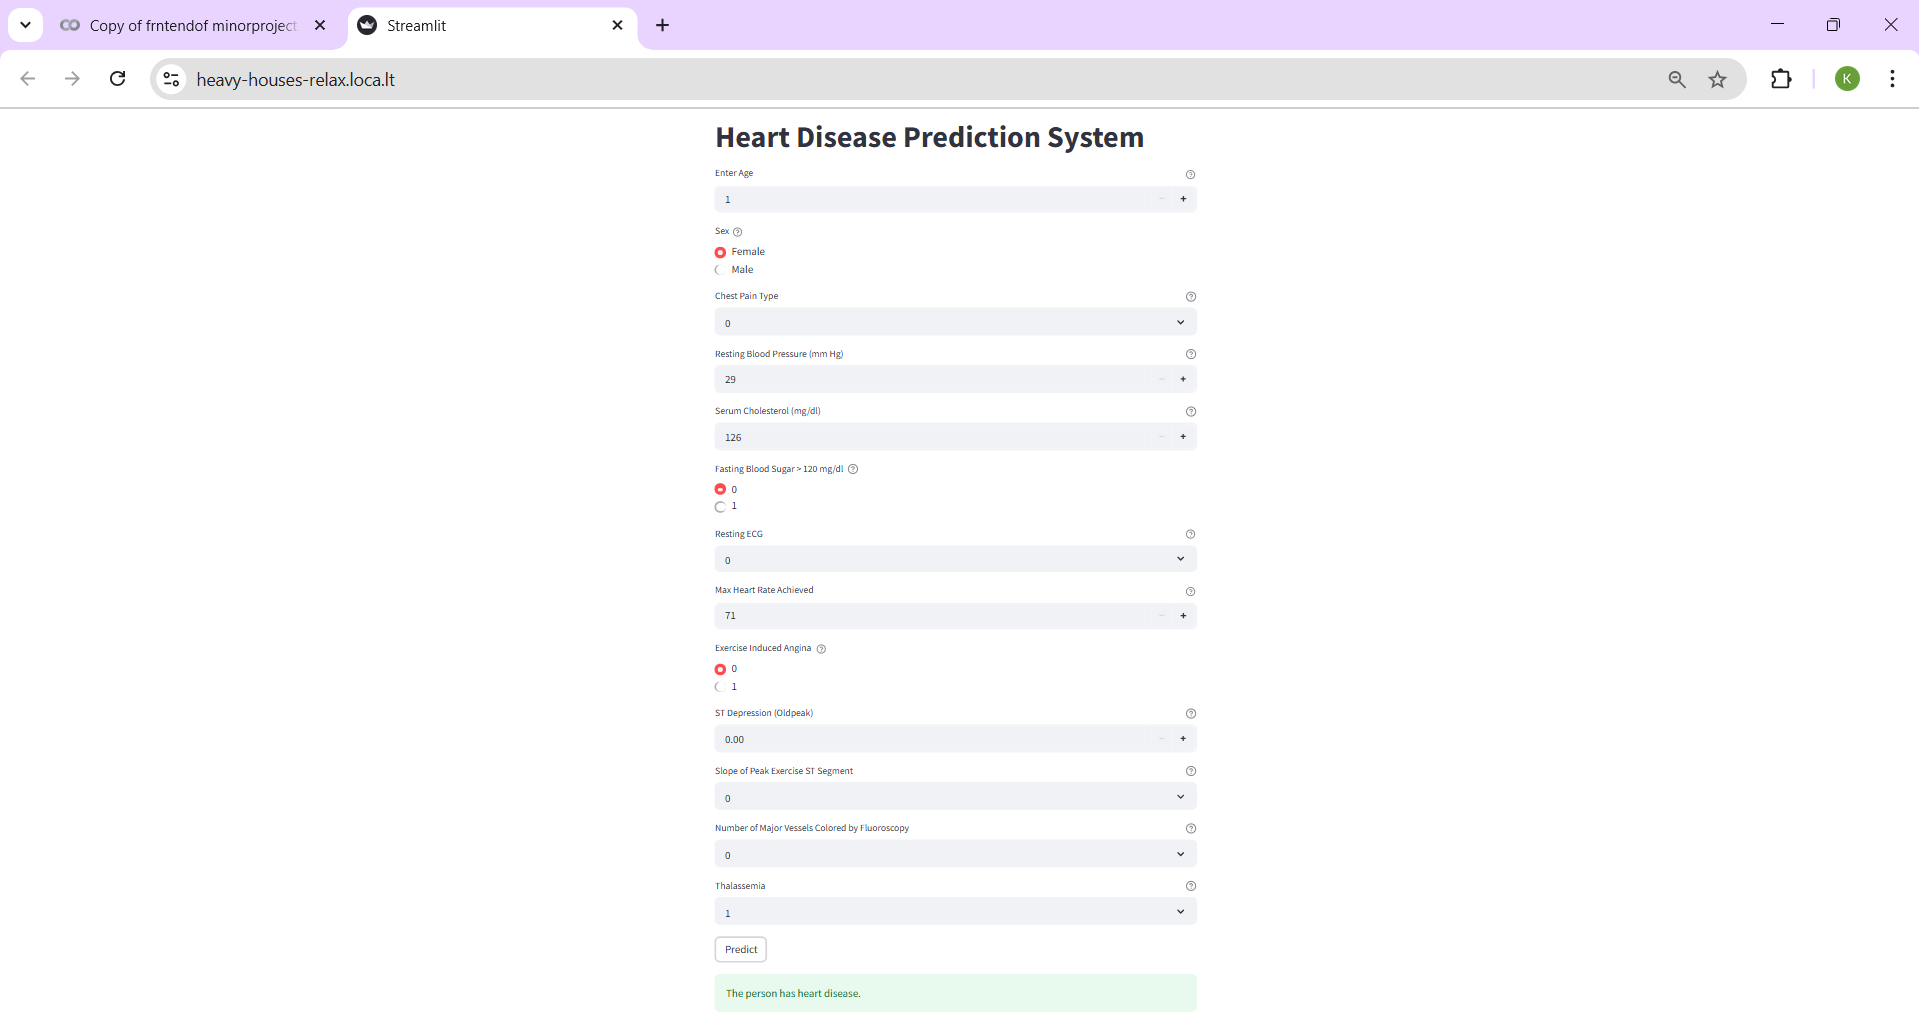 Copy of frntendof minorproject
Streamlit
heavy-houses-relax.loca.lt
K
Heart Disease Prediction System
Enter Age
1
Sex
Female
Male
Chest Pain Type
0
Resting Blood Pressure (mm Hg)
29
Serum Cholesterol (mg/dl)
126
Fasting Blood Sugar > 120 mg/dl
0
1
Resting ECG
0
Max Heart Rate Achieved
71
Exercise Induced Angina
0
1
ST Depression (Oldpeak)
0.00
Slope of Peak Exercise ST Segment
0
Number of Major Vessels Colored by Fluoroscopy
0
Thalassemia
1
Predict
The person has heart disease.